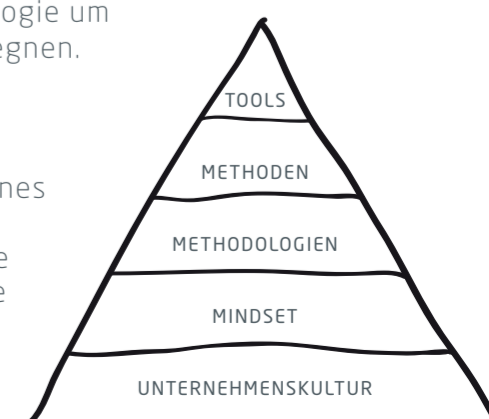 ogie um
egnen.
nes
e
e
TOOLS
METHODEN
METHODOLOGIEN
MINDSET
UNTERNEHMENSKULTUR